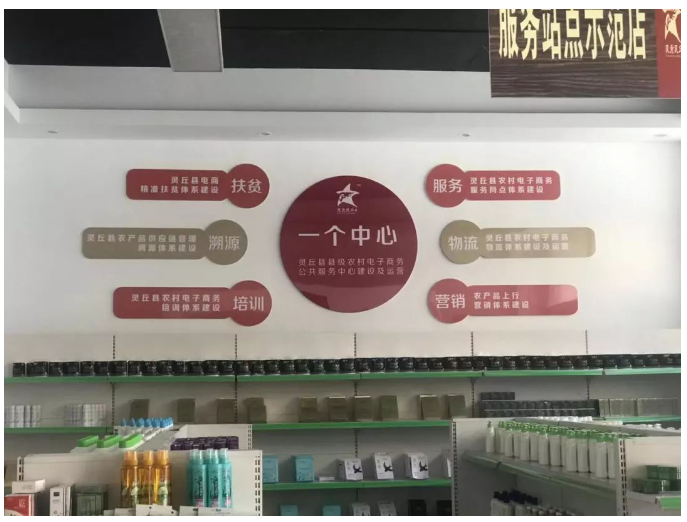 服务站点示范店
灵丘县电商
精准扶贫体系建设
扶贫
灵丘县农产品供应链管理
溯源体系建设
溯源
灵丘县农村电子商务
培训体系建设
培训
一个中心
灵丘县县级农村电子商务
公共服务中心建设及运营
服务
灵丘县农村电子商务
服务网点体系建设
物流
灵丘县农村电子商务
物流体系建设及运营
营销
农产品上行
营销体系建设